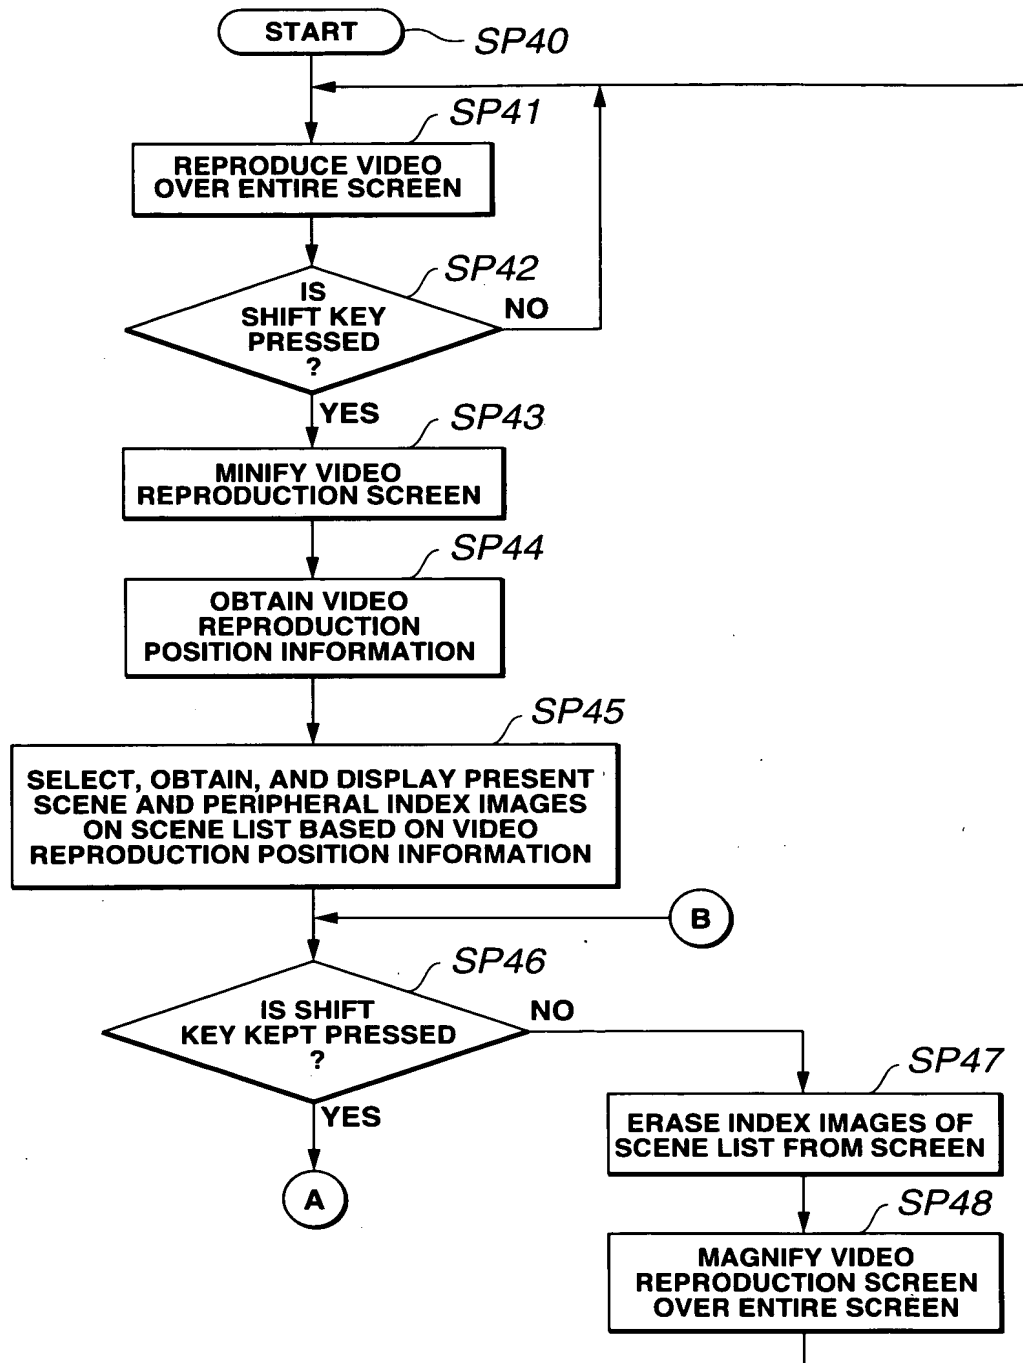 START
SP40
SP41
REPRODUCE VIDEO
OVER ENTIRE SCREEN
SP42
IS
SHIFT KEY
PRESSED
?
NO
YES
SP43
MINIFY VIDEO
REPRODUCTION SCREEN
SP44
OBTAIN VIDEO
REPRODUCTION
POSITION INFORMATION
SP45
SELECT, OBTAIN, AND DISPLAY PRESENT
SCENE AND PERIPHERAL INDEX IMAGES
ON SCENE LIST BASED ON VIDEO
REPRODUCTION POSITION INFORMATION
B
SP46
IS SHIFT
KEY KEPT PRESSED
?
NO
YES
A
SP47
ERASE INDEX IMAGES OF
SCENE LIST FROM SCREEN
SP48
MAGNIFY VIDEO
REPRODUCTION SCREEN
OVER ENTIRE SCREEN